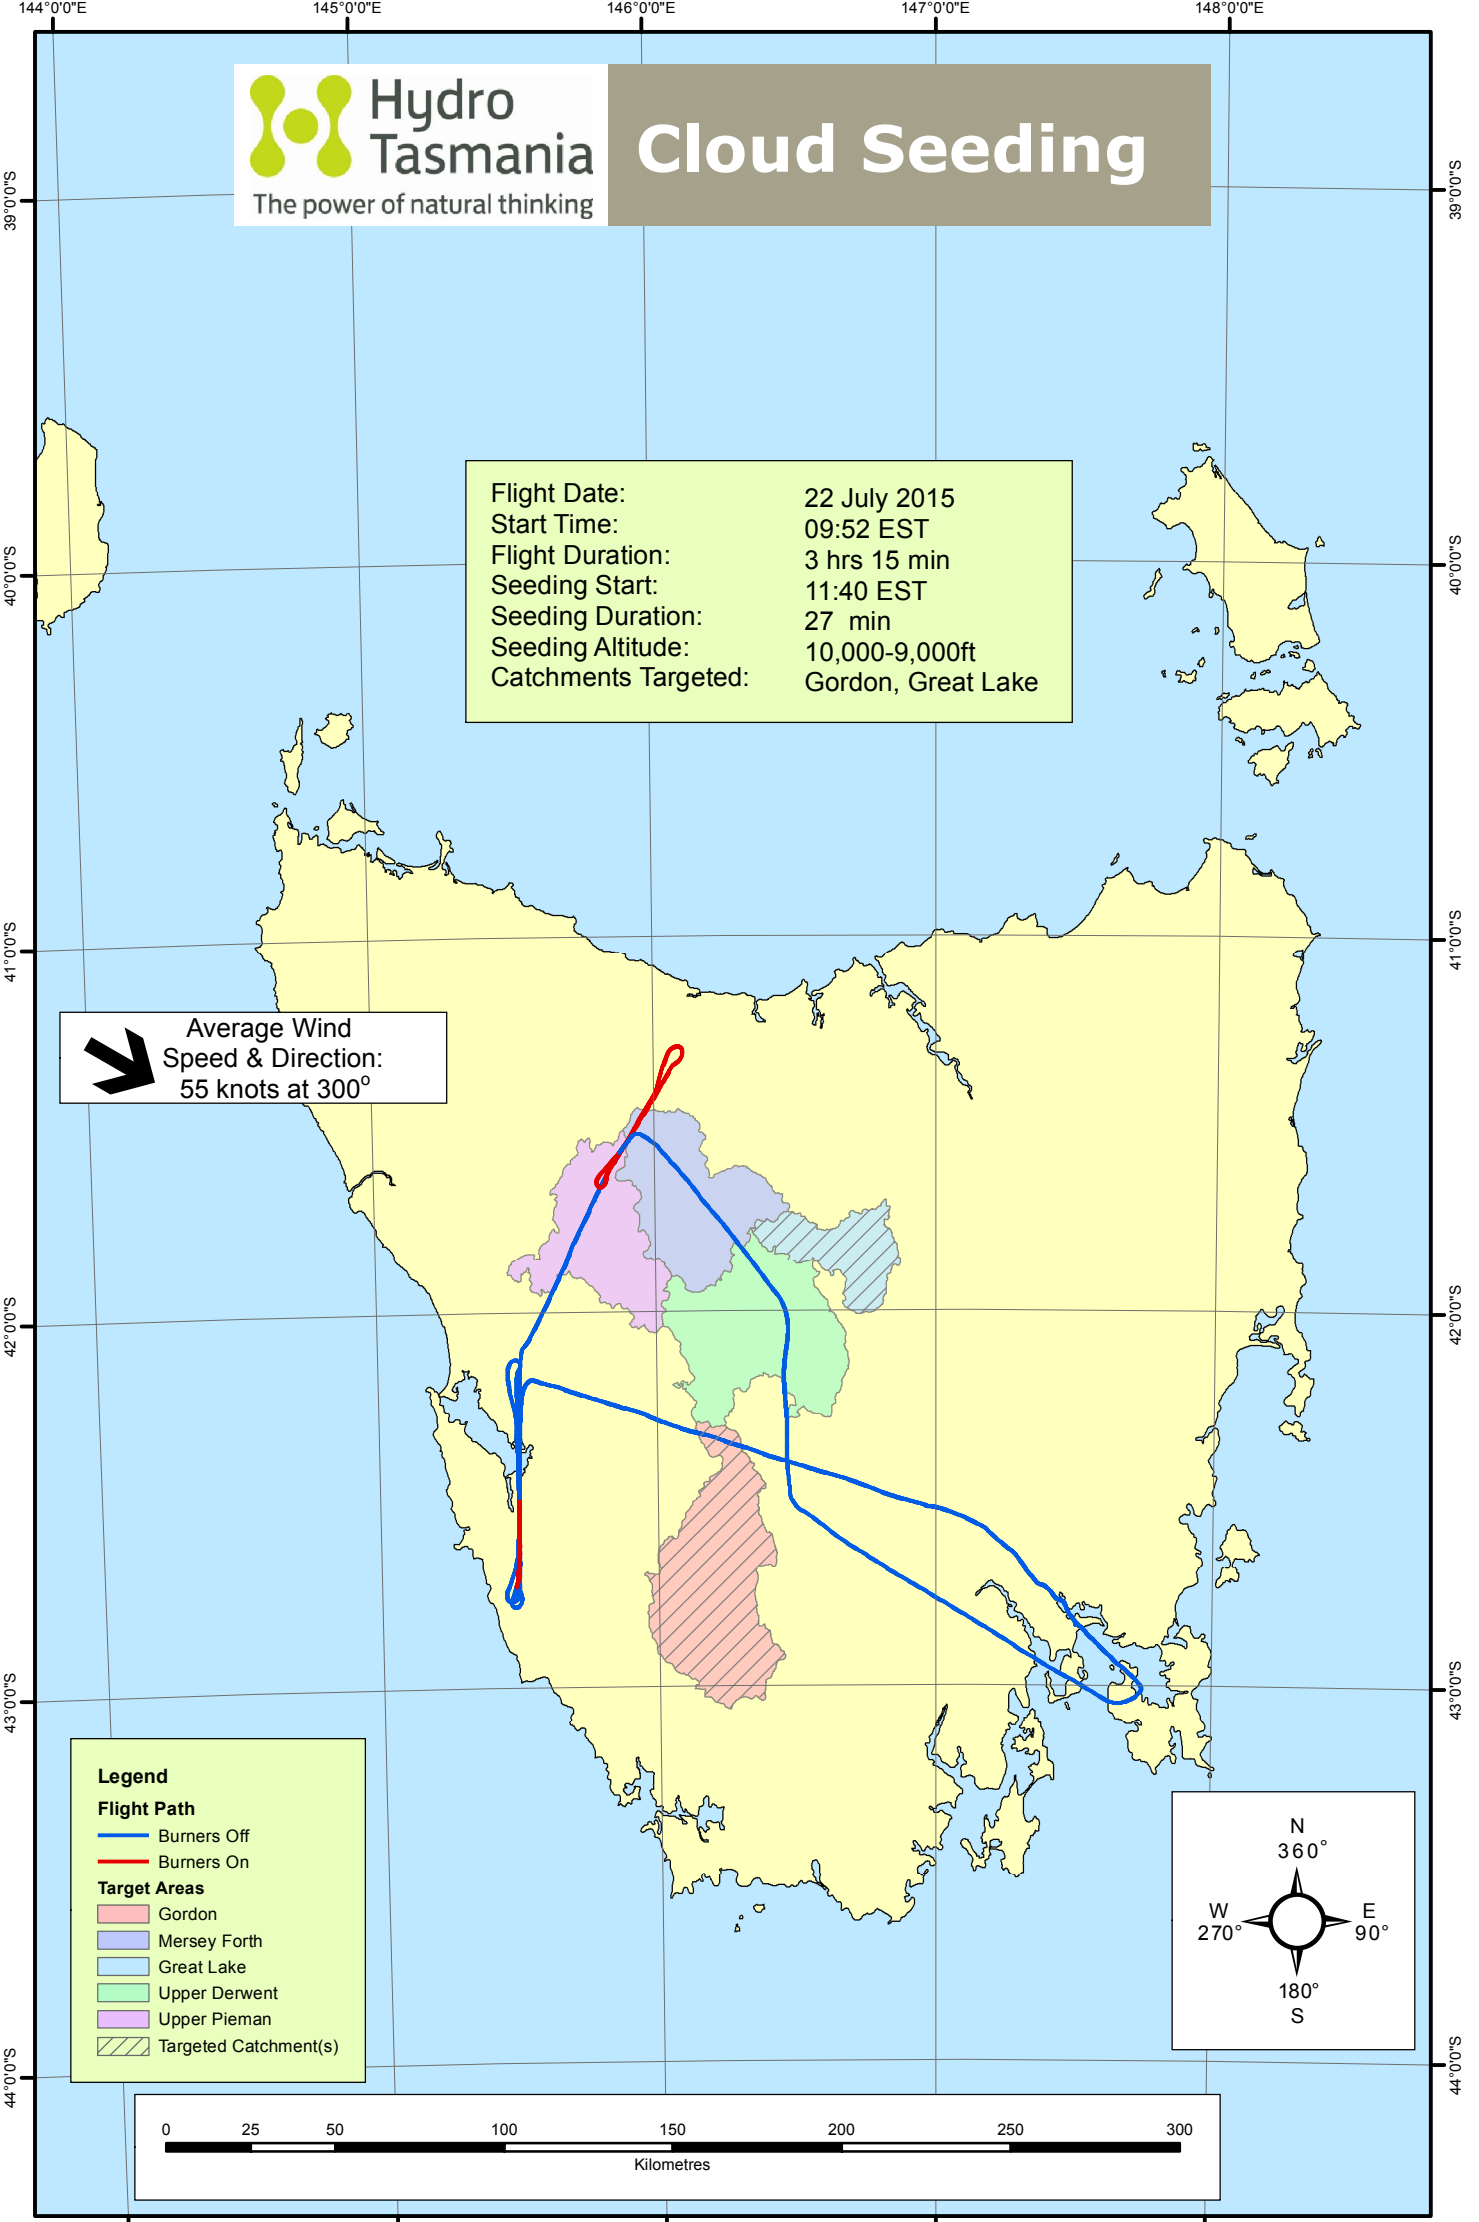 144°0'0"E 145°0'0"E 146°0'0"E 147°0'0"E 148°0'0"E
Hydro
Tasmania
The power of natural thinking
Cloud Seeding
39°0'0"S 39°0'0"S
Flight Date: 22 July 2015
Start Time: 09:52 EST
Flight Duration: 3 hrs 15 min
Seeding Start: 11:40 EST
Seeding Duration: 27 min
Seeding Altitude: 10,000-9,000ft
Catchments Targeted: Gordon, Great Lake
40°0'0"S 40°0'0"S
41°0'0"S 41°0'0"S
Average Wind
Speed & Direction:
55 knots at 300°
42°0'0"S 42°0'0"S
43°0'0"S 43°0'0"S
Legend
Flight Path
Burners Off
Burners On
Target Areas
Gordon
Mersey Forth
Great Lake
Upper Derwent
Upper Pieman
Targeted Catchment(s)
N
360°
W E
270° 90°
180°
S
44°0'0"S 44°0'0"S
0 25 50 100 150 200 250 300
Kilometres